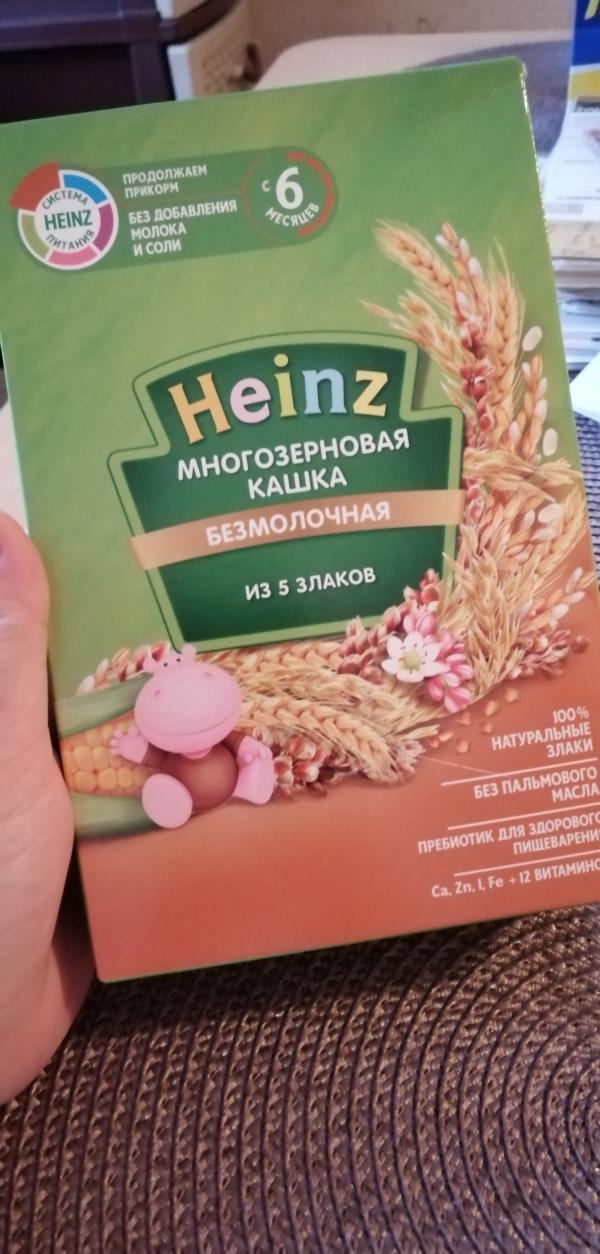 СИСТЕМА
HEINZ
ПИТАНИЯ
ПРОДОЛЖАЕМ
ПРИКОРМ
БЕЗ ДОБАВЛЕНИЯ
МОЛОКА
И СОЛИ
С 6
МЕСЯЦЕВ
Heinz
МНОГОЗЕРНОВАЯ
КАШКА
БЕЗМОЛОЧНАЯ
ИЗ 5 ЗЛАКОВ
100%
НАТУРАЛЬНЫЕ
ЗЛАКИ
БЕЗ ПАЛЬМОВОГО
МАСЛА
ПРЕБИОТИК ДЛЯ ЗДОРОВОГО
ПИЩЕВАРЕНИЯ
Ca, Zn, I, Fe + 12 ВИТАМИНО